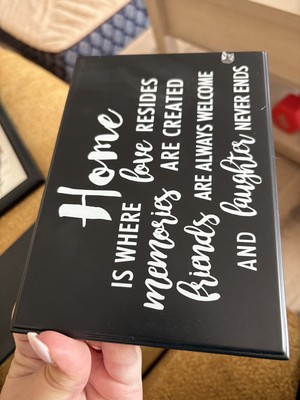 Home
IS WHERE love RESIDES
memories ARE CREATED
friends ARE ALWAYS WELCOME
AND laughter NEVER ENDS